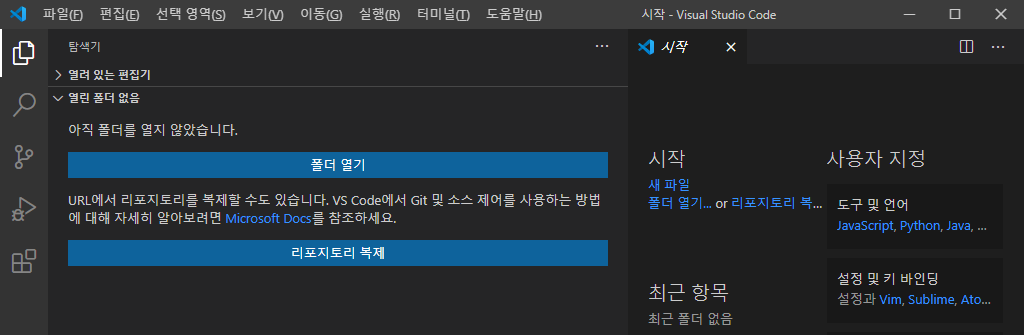 파일(F) 편집(E) 선택 영역(S) 보기(V) 이동(G) 실행(R) 터미널(T) 도움말(H) 시작 - Visual Studio Code
탐색기
열려 있는 편집기
열린 폴더 없음
아직 폴더를 열지 않았습니다.
폴더 열기
URL에서 리포지토리를 복제할 수도 있습니다. VS Code에서 Git 및 소스 제어를 사용하는 방법
에 대해 자세히 알아보려면 Microsoft Docs를 참조하세요.
리포지토리 복제
시작
시작
새 파일
폴더 열기... or 리포지토리 복...
최근 항목
최근 폴더 없음
사용자 지정
도구 및 언어
JavaScript, Python, Java, ...
설정 및 키 바인딩
설정과 Vim, Sublime, Ato...